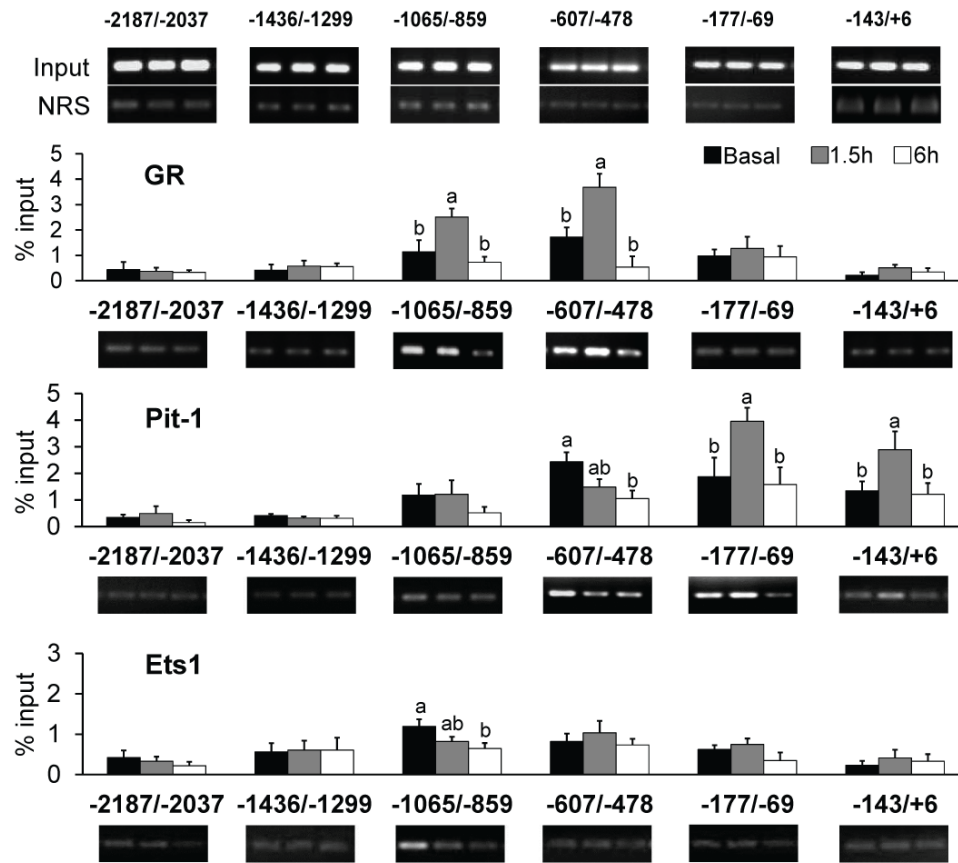 -2187/-2037 -1436/-1299 -1065/-859 -607/-478 -177/-69 -143/+6
Input
NRS
Basal 1.5h 6h
GR
% input
5
4
3
2
1
0
b a b b a b
-2187/-2037 -1436/-1299 -1065/-859 -607/-478 -177/-69 -143/+6
Pit-1
% input
5
4
3
2
1
0
a ab b b a b b a b
-2187/-2037 -1436/-1299 -1065/-859 -607/-478 -177/-69 -143/+6
Ets1
% input
3
2
1
0
a ab b
-2187/-2037 -1436/-1299 -1065/-859 -607/-478 -177/-69 -143/+6